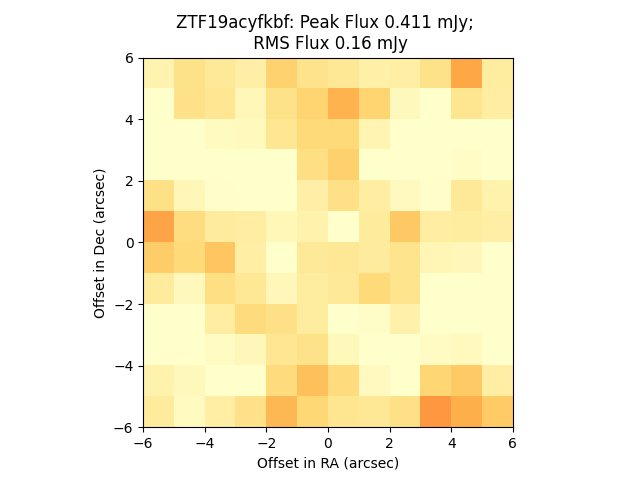 ZTF19acyfkbf: Peak Flux 0.411 mJy;
RMS Flux 0.16 mJy
6
4
2
0
−2
−4
−6
Offset in Dec (arcsec)
−6 −4 −2 0 2 4 6
Offset in RA (arcsec)